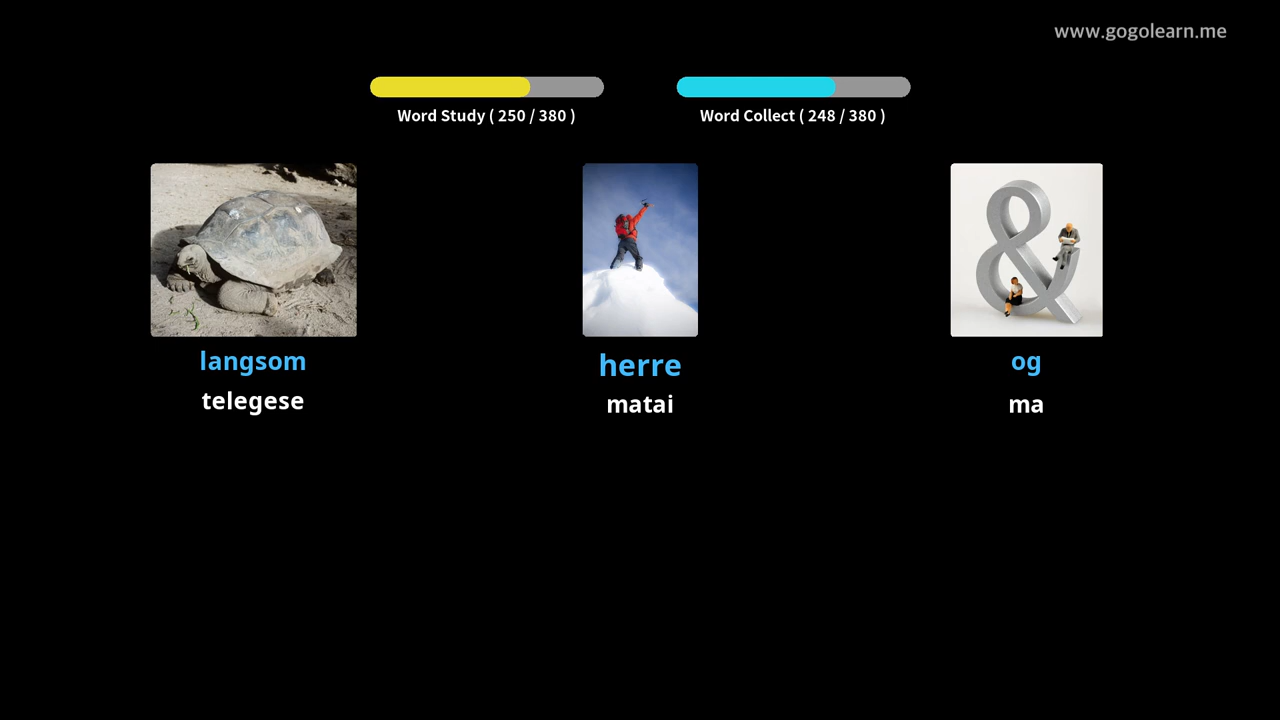 www.gogolearn.me
Word Study ( 250 / 380 )
Word Collect ( 248 / 380 )
langsom
telegese
herre
matai
og
ma